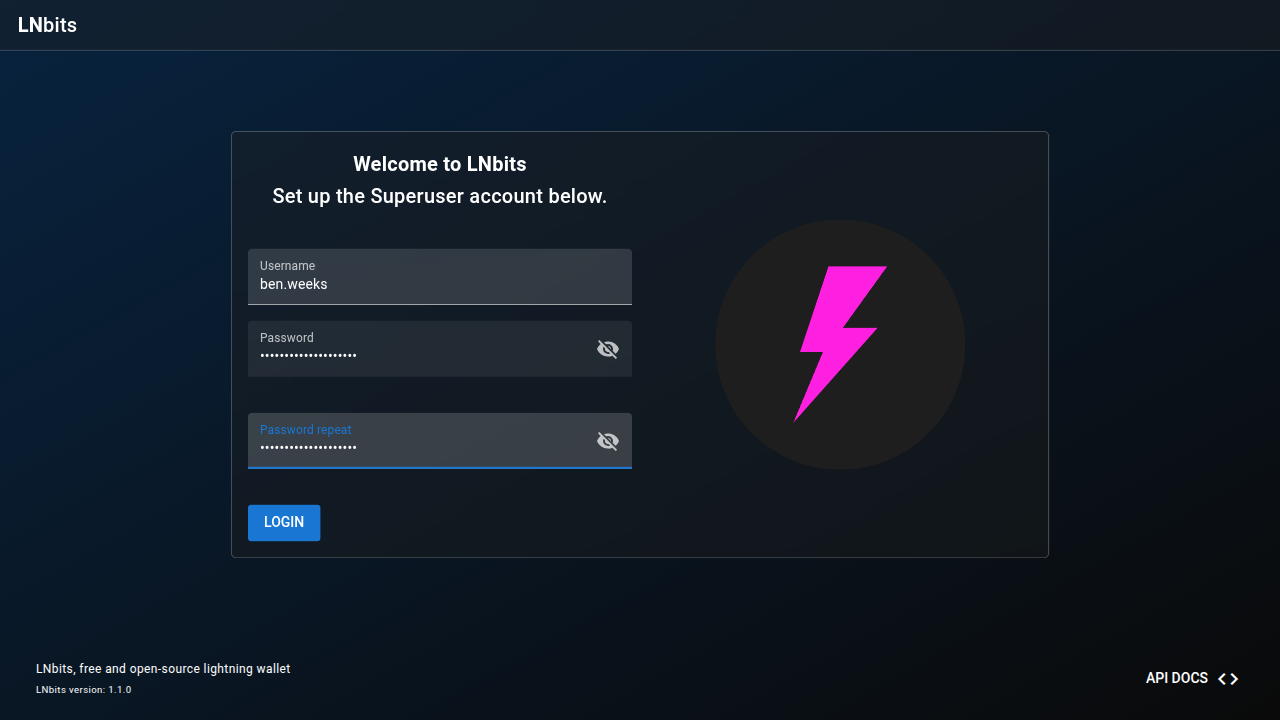 LNbits
Welcome to LNbits
Set up the Superuser account below.
Username
ben.weeks
Password
••••••••••••••••••••
Password repeat
••••••••••••••••••••
LOGIN
LNbits, free and open-source lightning wallet
LNbits version: 1.1.0
API DOCS